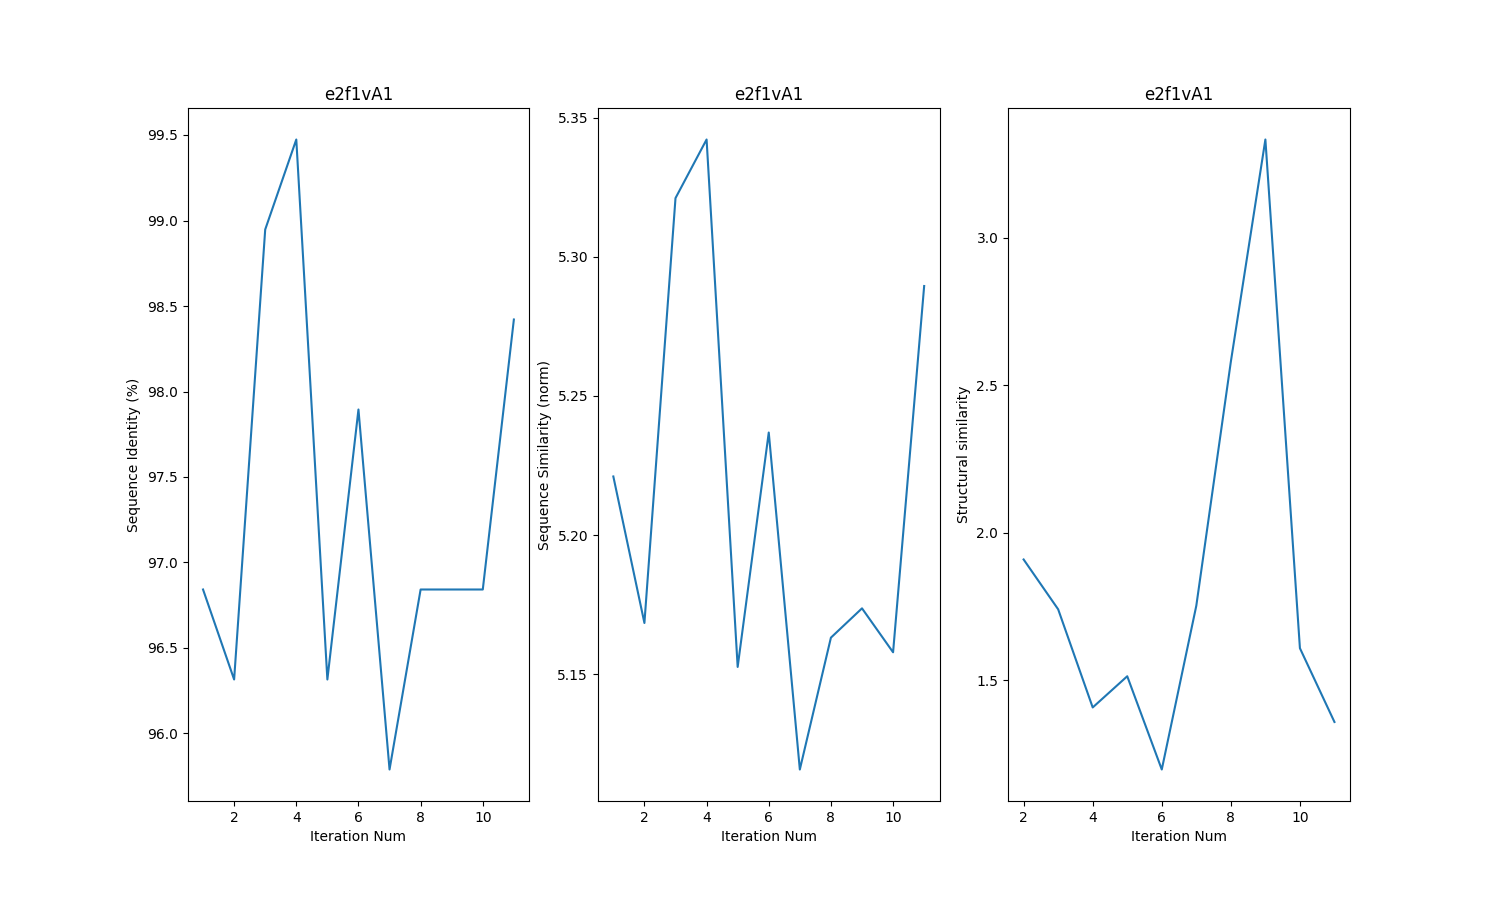 e2f1vA1
99.5
99.0
98.5
98.0
97.5
97.0
96.5
96.0
Sequence Identity (%)
2 4 6 8 10
Iteration Num
e2f1vA1
5.35
5.30
5.25
5.20
5.15
Sequence Similarity (norm)
2 4 6 8 10
Iteration Num
e2f1vA1
3.0
2.5
2.0
1.5
Structural similarity
2 4 6 8 10
Iteration Num